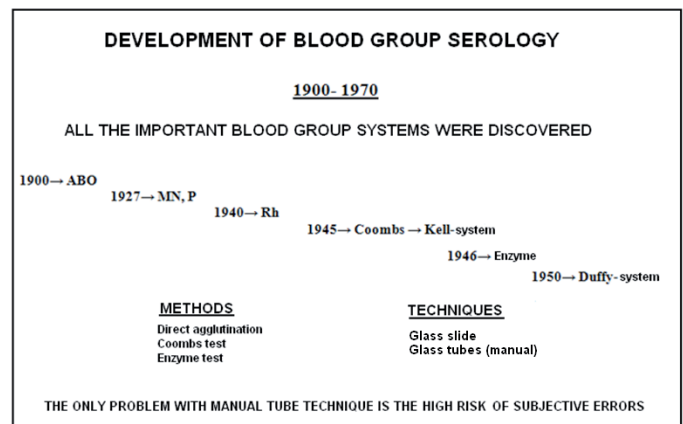 DEVELOPMENT OF BLOOD GROUP SEROLOGY
1900- 1970
ALL THE IMPORTANT BLOOD GROUP SYSTEMS WERE DISCOVERED
1900→ ABO
1927→ MN, P
1940→ Rh
1945→ Coombs → Kell-system
1946→ Enzyme
1950→ Duffy-system
METHODS
Direct agglutination
Coombs test
Enzyme test
TECHNIQUES
Glass slide
Glass tubes (manual)
THE ONLY PROBLEM WITH MANUAL TUBE TECHNIQUE IS THE HIGH RISK OF SUBJECTIVE ERRORS